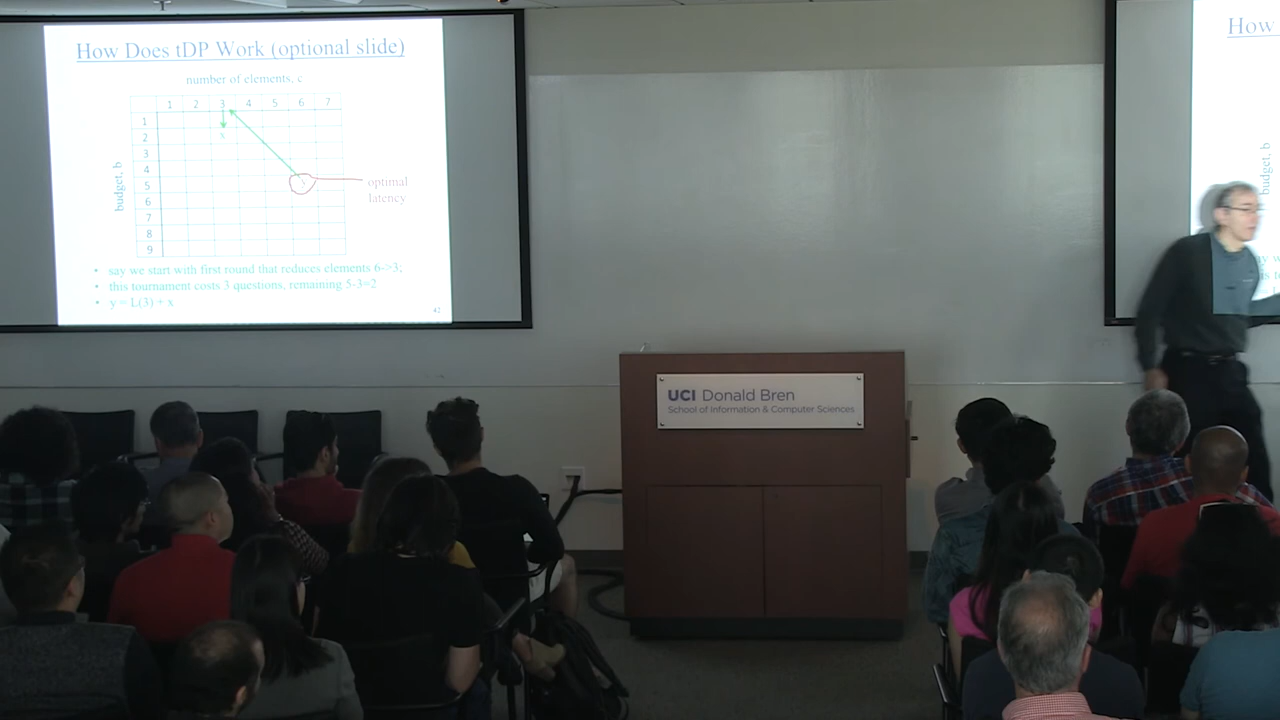 How Does tDP Work (optional slide)
number of elements, c
1 2 3 4 5 6 7
1
2 x
3
4
5
6
7
8
9
budget, b
optimal
latency
• say we start with first round that reduces elements 6->3;
• this tournament costs 3 questions, remaining 5-3=2
• y = L(3) + x
42
UCI Donald Bren
School of Information & Computer Sciences
How
budget, b